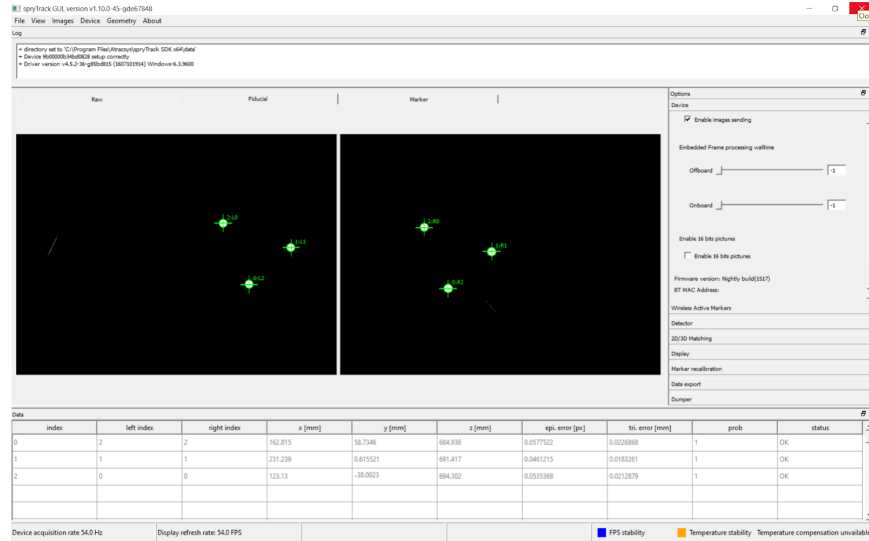 spryTrack GUI, version v1.10.0-45-gde67848
Clo
File View Images Device Geometry About
Log
+ directory set to 'C:\Program Files\Atracsys\spryTrack SDK x64\data'
+ Device 9b00000b34bd0828 setup correctly
+ Driver version v4.5.2-36-g85bd815 (1607101914) Windows-6.3.9600
Raw Fiducial Marker
Options
Device
Enable images sending
Embedded Frame processing walltime
Offboard -1
Onboard -1
Enable 16 bits pictures
Enable 16 bits pictures
Firmware version: Nightly build(1517)
BT MAC Address:
Wireless Active Markers
Detector
2D/3D Matching
Display
Marker recalibration
Data export
Dumper
2:L0
1:L1
0:L2
2:R0
1:R1
0:R2
Data
index left index right index x [mm] y [mm] z [mm] epi. error [px] tri. error [mm] prob status
0 2 2 162.815 58.7346 684.936 0.0577522 0.0226868 1 OK
1 1 1 231.239 0.615521 691.417 0.0461215 0.0183261 1 OK
2 0 0 123.13 -38.0023 694.302 0.0535368 0.0212879 1 OK
Device acquisition rate 54.0 Hz Display refresh rate: 54.0 FPS FPS stability Temperature stability Temperature compensation unavailable